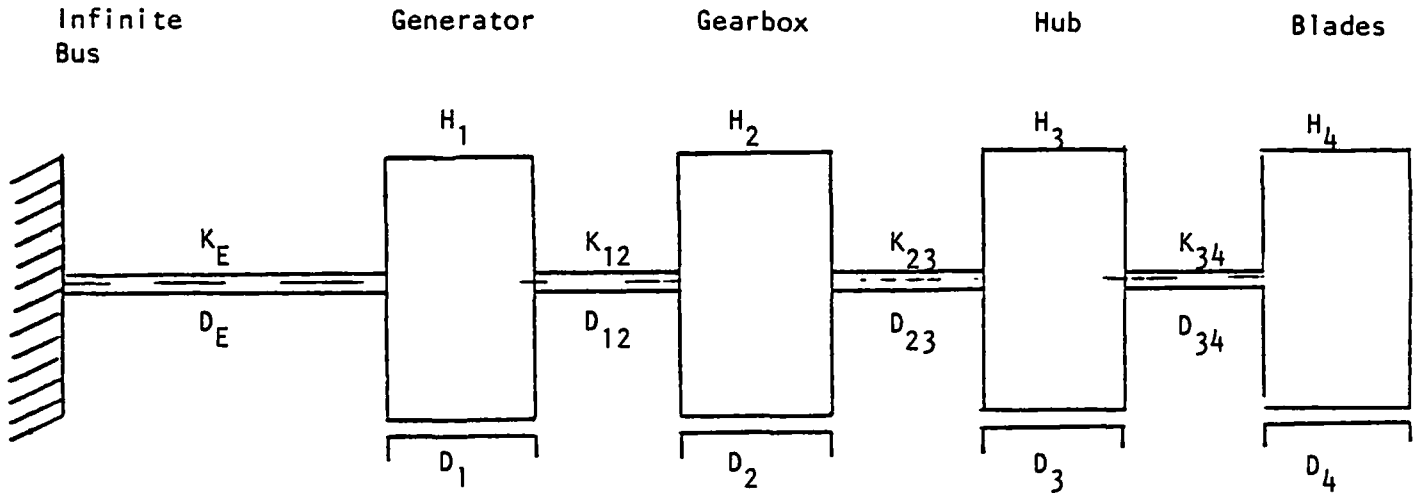 Infinite Bus
Generator
Gearbox
Hub
Blades
H1
H2
H3
H4
KE
K12
K23
K34
DE
D12
D23
D34
D1
D2
D3
D4